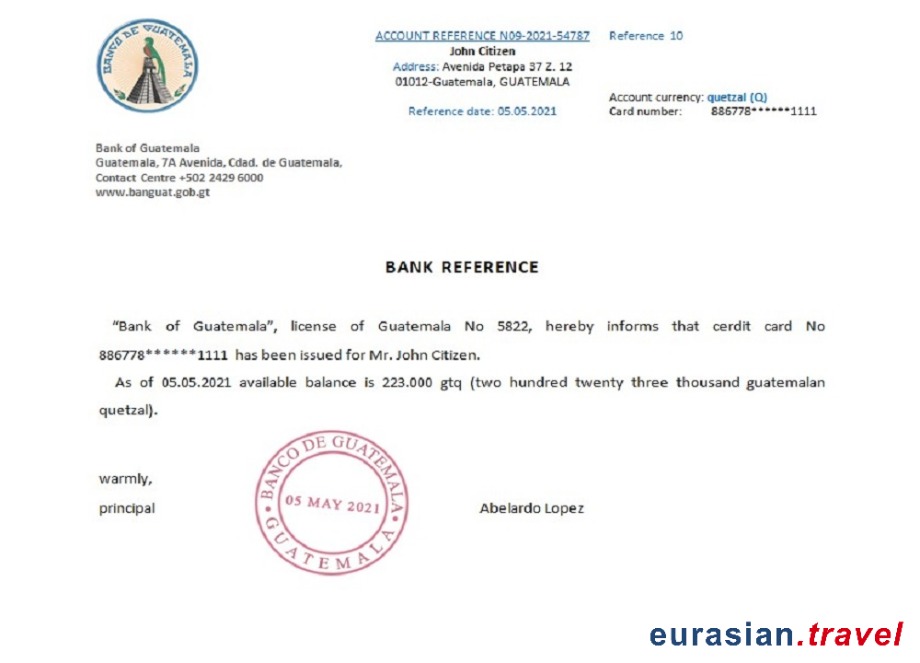 BANCO DE GUATEMALA
ACCOUNT REFERENCE N09-2021-54787
John Citizen
Address: Avenida Petapa 37 Z. 12
01012-Guatemala, GUATEMALA
Reference date: 05.05.2021
Reference 10
Account currency: quetzal (Q)
Card number: 886778******1111
Bank of Guatemala
Guatemala, 7A Avenida, Cdad. de Guatemala,
Contact Centre +502 2429 6000
www.banguat.gob.gt
BANK REFERENCE
"Bank of Guatemala", license of Guatemala No 5822, hereby informs that cerdit card No
886778******1111 has been issued for Mr. John Citizen.
As of 05.05.2021 available balance is 223.000 gtq (two hundred twenty three thousand guatemalan
quetzal).
warmly,
principal
BANCO DE GUATEMALA
05 MAY 2021
GUATEMALA
Abelardo Lopez
eurasian.travel